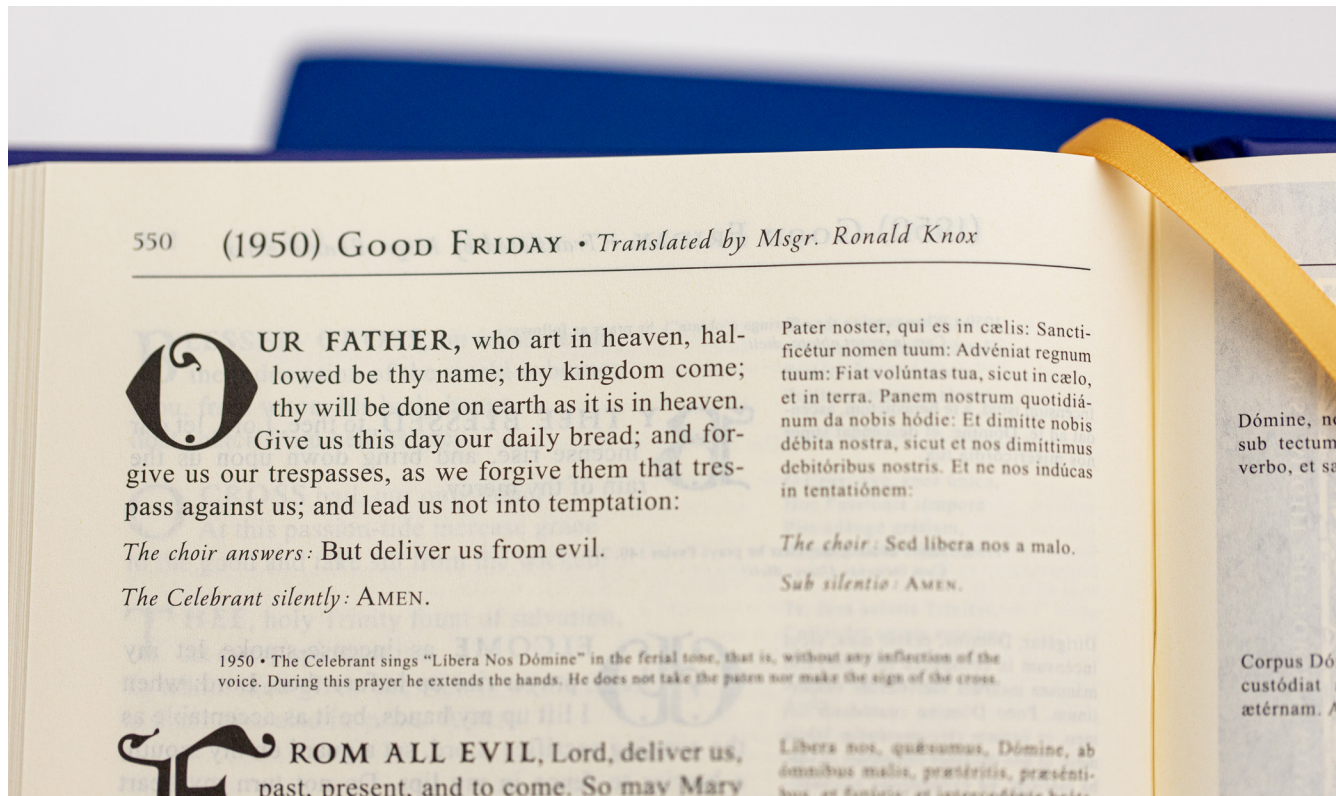 550 (1950) GOOD FRIDAY • Translated by Msgr. Ronald Knox
OUR FATHER, who art in heaven, hal-
lowed be thy name; thy kingdom come;
thy will be done on earth as it is in heaven.
Give us this day our daily bread; and for-
give us our trespasses, as we forgive them that tres-
pass against us; and lead us not into temptation:
The choir answers: But deliver us from evil.
The Celebrant silently: AMEN.
Pater noster, qui es in cælis: Sancti-
ficétur nomen tuum: Advéniat regnum
tuum: Fiat volúntas tua, sicut in cælo,
et in terra. Panem nostrum quotidiá-
num da nobis hódie: Et dimítte nobis
débita nostra, sicut et nos dimíttimus
debitóribus nostris. Et ne nos indúcas
in tentatiónem:
The choir: Sed líbera nos a malo.
Sub silentio: AMEN.
1950 • The Celebrant sings “Líbera Nos Dómine” in the ferial tone, that is, without any inflection of the
voice. During this prayer he extends the hands. He does not take the paten nor make the sign of the cross.
FROM ALL EVIL, Lord, deliver us,
past, present, and to come. So may Mary
Líbera nos, quǽsumus, Dómine, ab
ómnibus malis, prætéritis, præsénti-
bus, et futúris: et intercedénte
Dómine,
sub tectum
verbo, et
Corpus
custódiat
ætérnam.